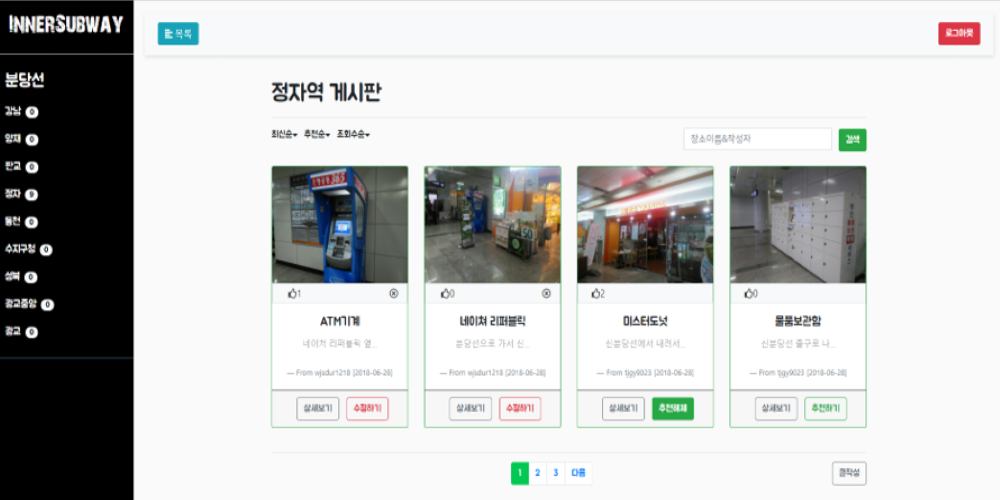 INNERSUBWAY
목록
로그아웃
분당선
강남 0
양재 0
판교 0
정자 9
동천 0
수지구청 0
성복 0
광교중앙 0
광교 0
정자역 게시판
최신순 추천순 조회수순
장소이름&작성자
검색
365
1
ATM기계
네이처 리퍼블릭 옆...
— From wjsdur1218 [2018-06-28]
상세보기 수정하기
50
0
네이처 리퍼블릭
분당선으로 가서 신...
— From wjsdur1218 [2018-06-28]
상세보기 수정하기
2
미스터도넛
신분당선에서 내려서...
— From tjgy9023 [2018-06-28]
상세보기 추천해제
0
물품보관함
신분당선 출구로 나...
— From tjgy9023 [2018-06-28]
상세보기 추천하기
1 2 3 다음
글작성